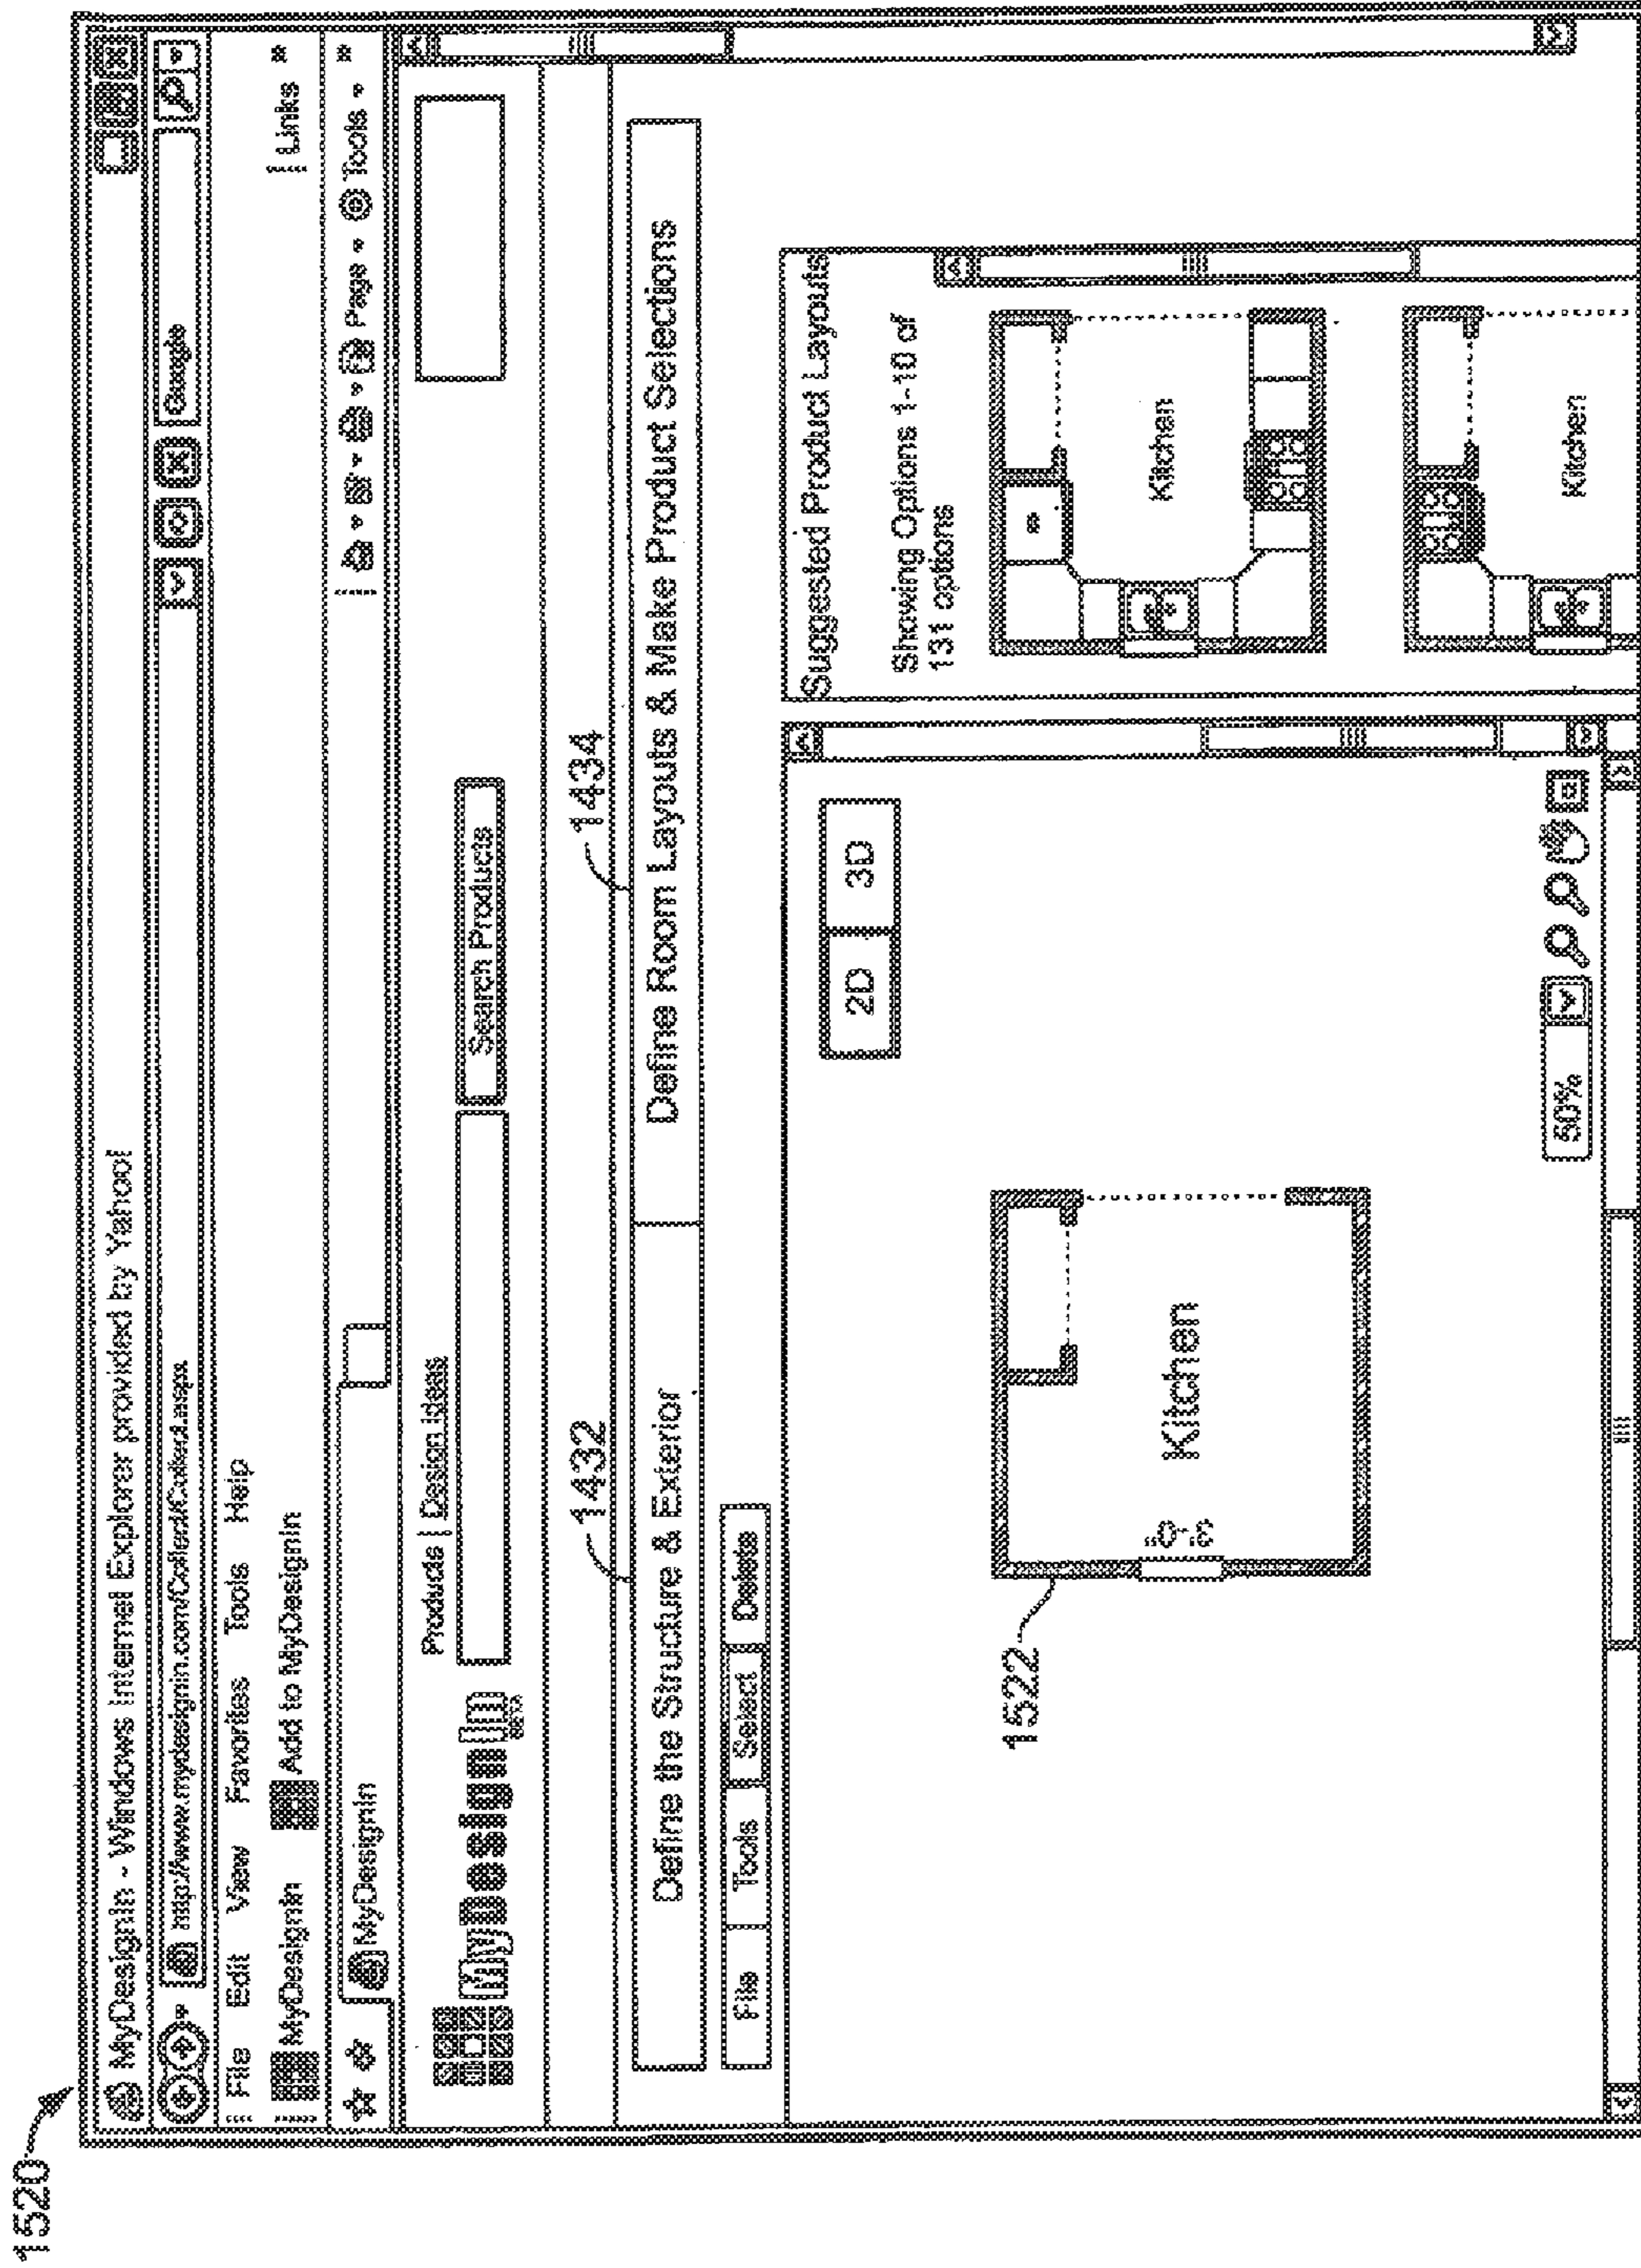 1520
MyDesignIn - Windows Internet Explorer provided by Yahoo!
http://www.mydesignin.com/Collect/Collect.aspx
Google
File Edit View Favorites Tools Help
MyDesignIn Add to MyDesignIn
Links »
MyDesignIn
Page Tools
»
Products | Design Ideas
MyDesignIn
BETA
Search Products
1432
1434
Define the Structure & Exterior
Define Room Layouts & Make Product Selections
File Tools Select Delete
2D 3D
Suggested Product Layouts
Showing Options 1-10 of
131 options
1522
Kitchen
3'-0"
Kitchen
Kitchen
50%